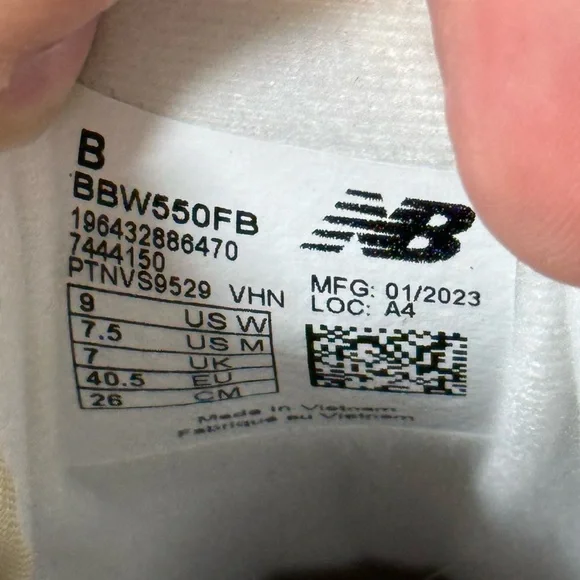 B
BBW550FB
196432886470
7444150
PTNVS9529 VHN
9 US W
7.5 US M
7 UK
40.5 EU
26 CM
NB
MFG: 01/2023
LOC: A4
Made in Vietnam
Fabriqué au Vietnam